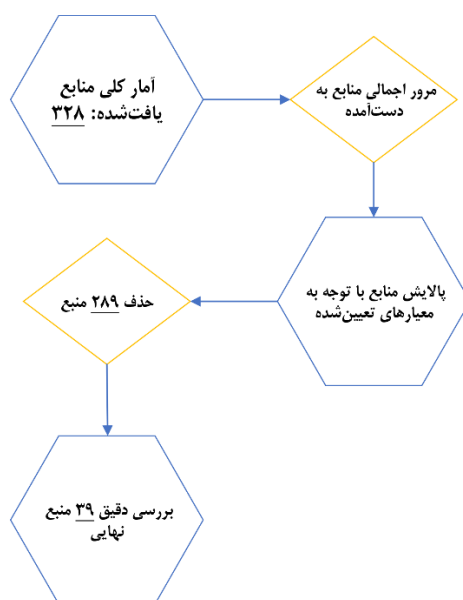 آمار کلی منابع
یافت‌شده: ۳۲۸
مرور اجمالی منابع به
دست‌آمده
پالایش منابع با توجه به
معیارهای تعیین‌شده
حذف ۲۸۹ منبع
بررسی دقیق ۳۹ منبع
نهایی